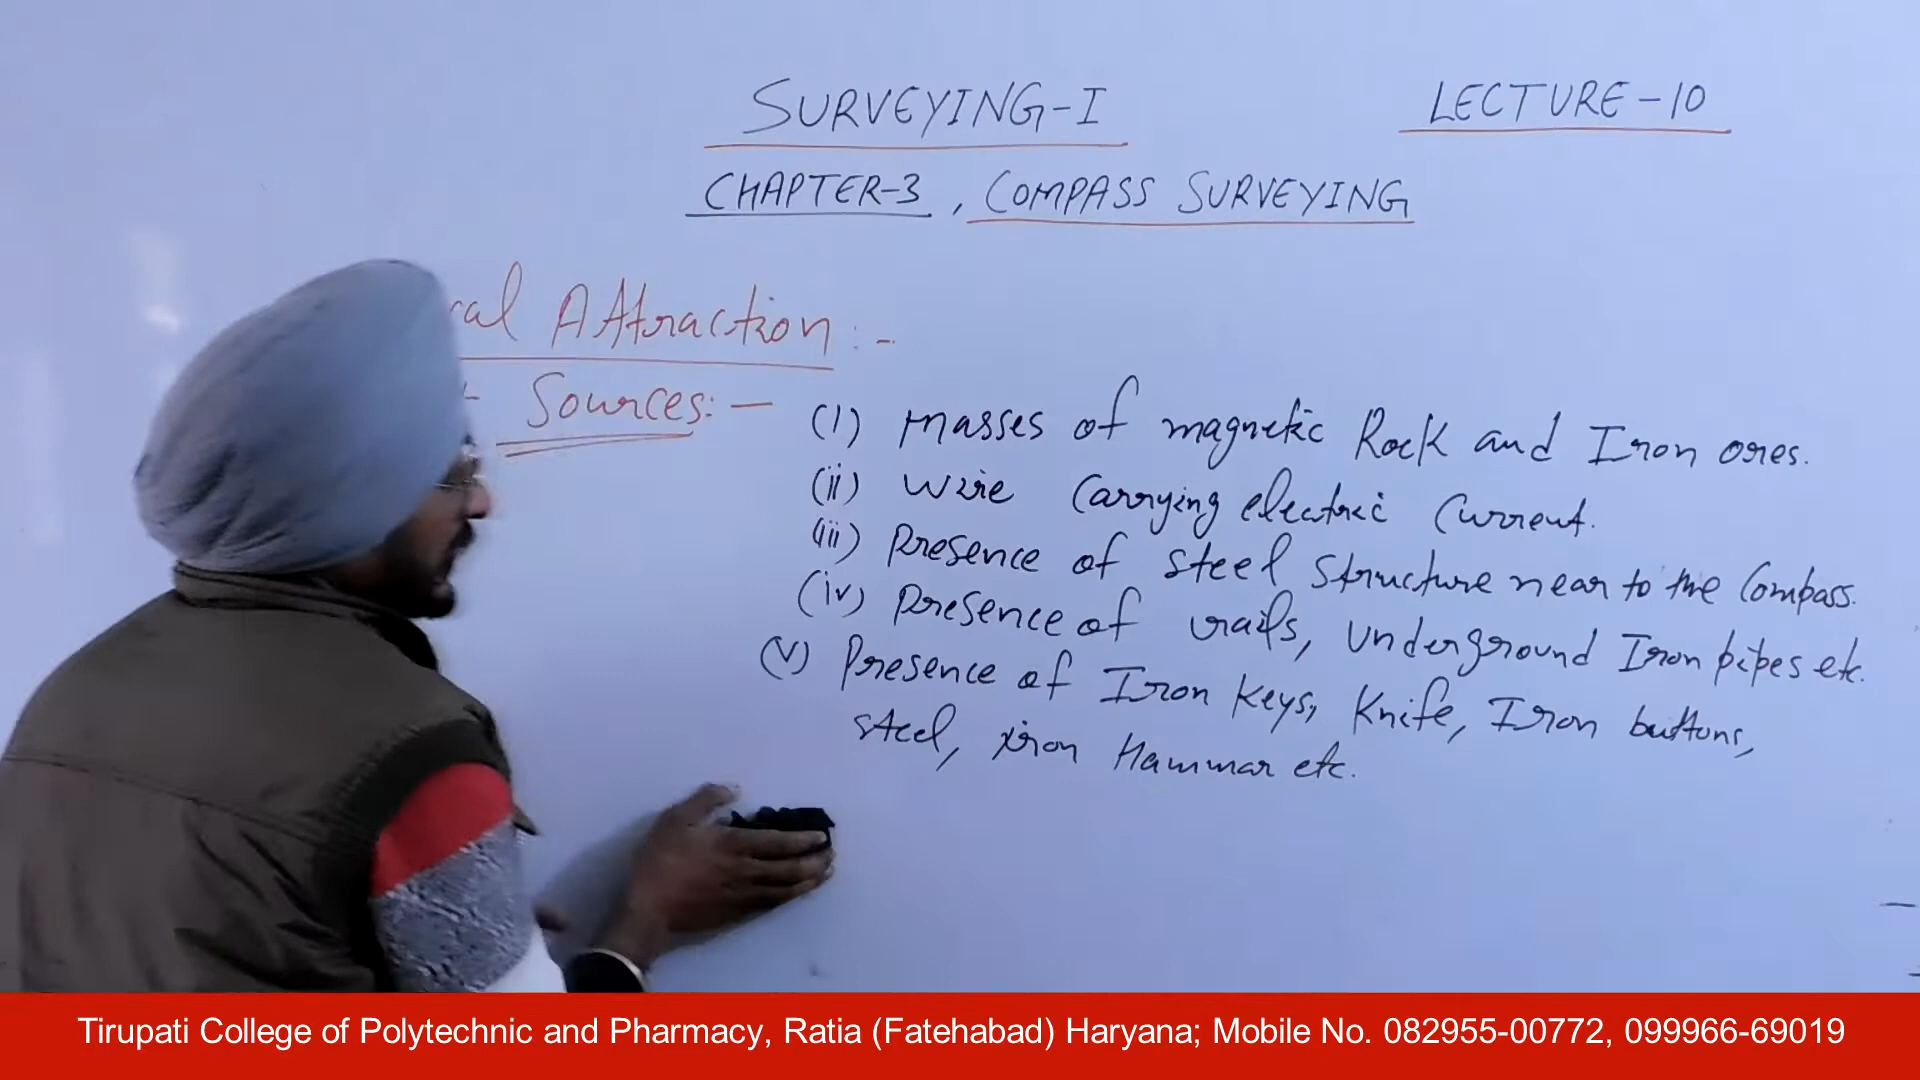 SURVEYING-I
LECTURE-10
CHAPTER-3, COMPASS SURVEYING
Attraction:-
Sources:-
(i) Masses of magnetic Rock and Iron ores.
(ii) Wire Carrying electric Current.
(iii) Presence of steel structure near to the Compass.
(iv) Presence of rails, underground Iron pipes etc.
(v) Presence of Iron keys, Knife, Iron buttons,
steel, iron Hammar etc.
Tirupati College of Polytechnic and Pharmacy, Ratia (Fatehabad) Haryana; Mobile No. 082955-00772, 099966-69019